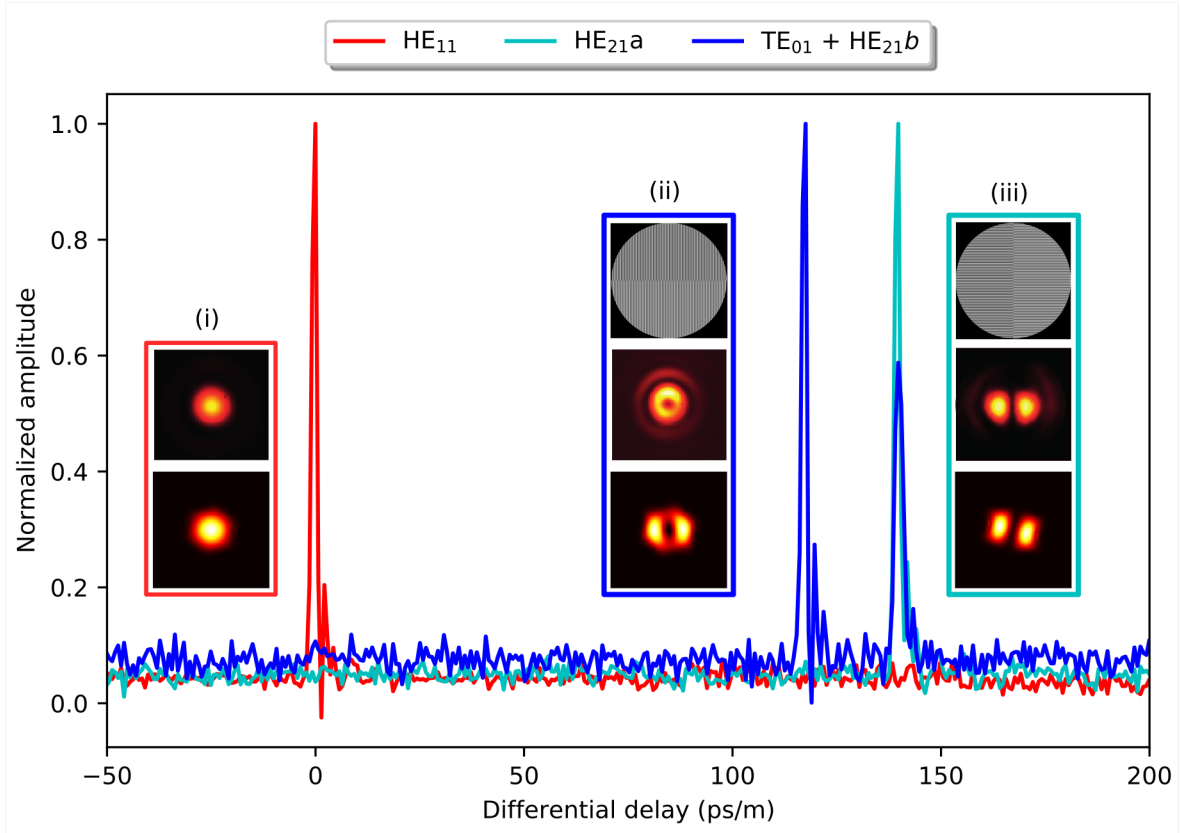 HE₁₁ HE₂₁a TE₀₁ + HE₂₁b
1.0
0.8
0.6
0.4
0.2
0.0
Normalized amplitude
(i)
(ii)
(iii)
−50 0 50 100 150 200
Differential delay (ps/m)